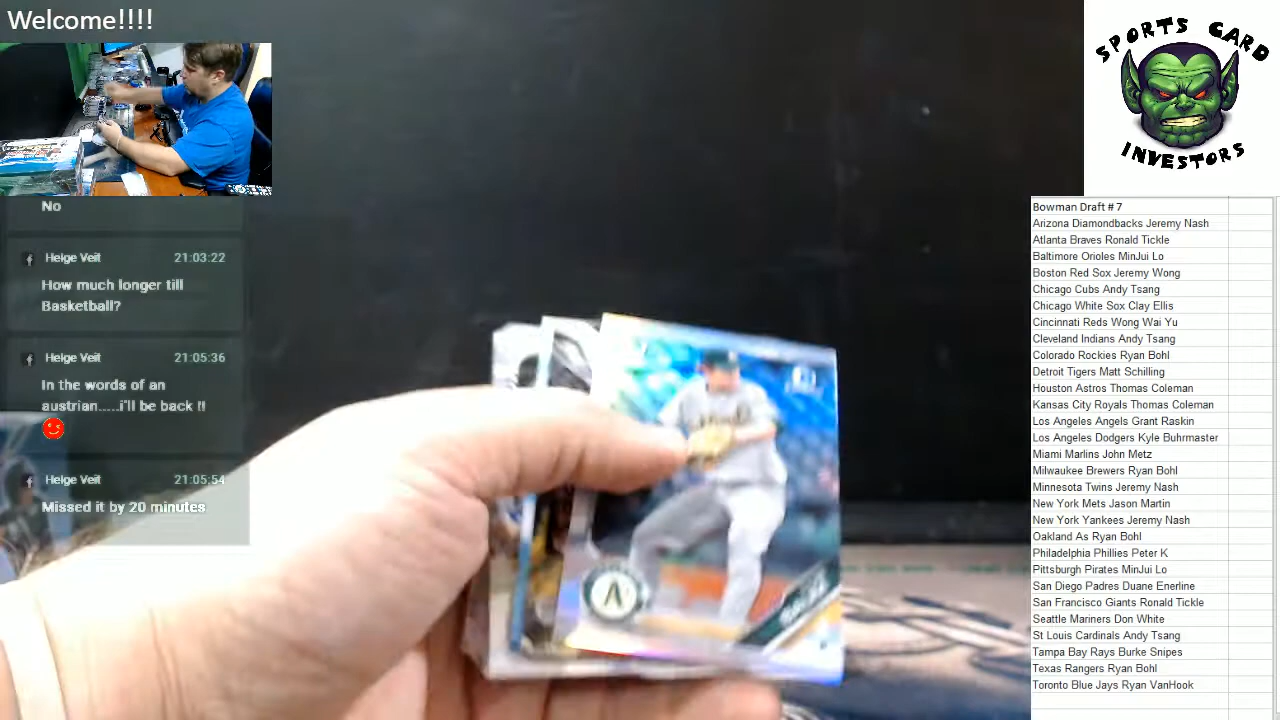 Welcome!!!!
No
Helge Veit 21:03:22
How much longer till
Basketball?
Helge Veit 21:05:36
In the words of an
austrian.....i'll be back !!
Helge Veit 21:05:54
Missed it by 20 minutes
SPORTS CARD
INVESTORS
Bowman Draft # 7
Arizona Diamondbacks Jeremy Nash
Atlanta Braves Ronald Tickle
Baltimore Orioles MinJui Lo
Boston Red Sox Jeremy Wong
Chicago Cubs Andy Tsang
Chicago White Sox Clay Ellis
Cincinnati Reds Wong Wai Yu
Cleveland Indians Andy Tsang
Colorado Rockies Ryan Bohl
Detroit Tigers Matt Schilling
Houston Astros Thomas Coleman
Kansas City Royals Thomas Coleman
Los Angeles Angels Grant Raskin
Los Angeles Dodgers Kyle Buhrmaster
Miami Marlins John Metz
Milwaukee Brewers Ryan Bohl
Minnesota Twins Jeremy Nash
New York Mets Jason Martin
New York Yankees Jeremy Nash
Oakland As Ryan Bohl
Philadelphia Phillies Peter K
Pittsburgh Pirates MinJui Lo
San Diego Padres Duane Enerline
San Francisco Giants Ronald Tickle
Seattle Mariners Don White
St Louis Cardinals Andy Tsang
Tampa Bay Rays Burke Snipes
Texas Rangers Ryan Bohl
Toronto Blue Jays Ryan VanHook